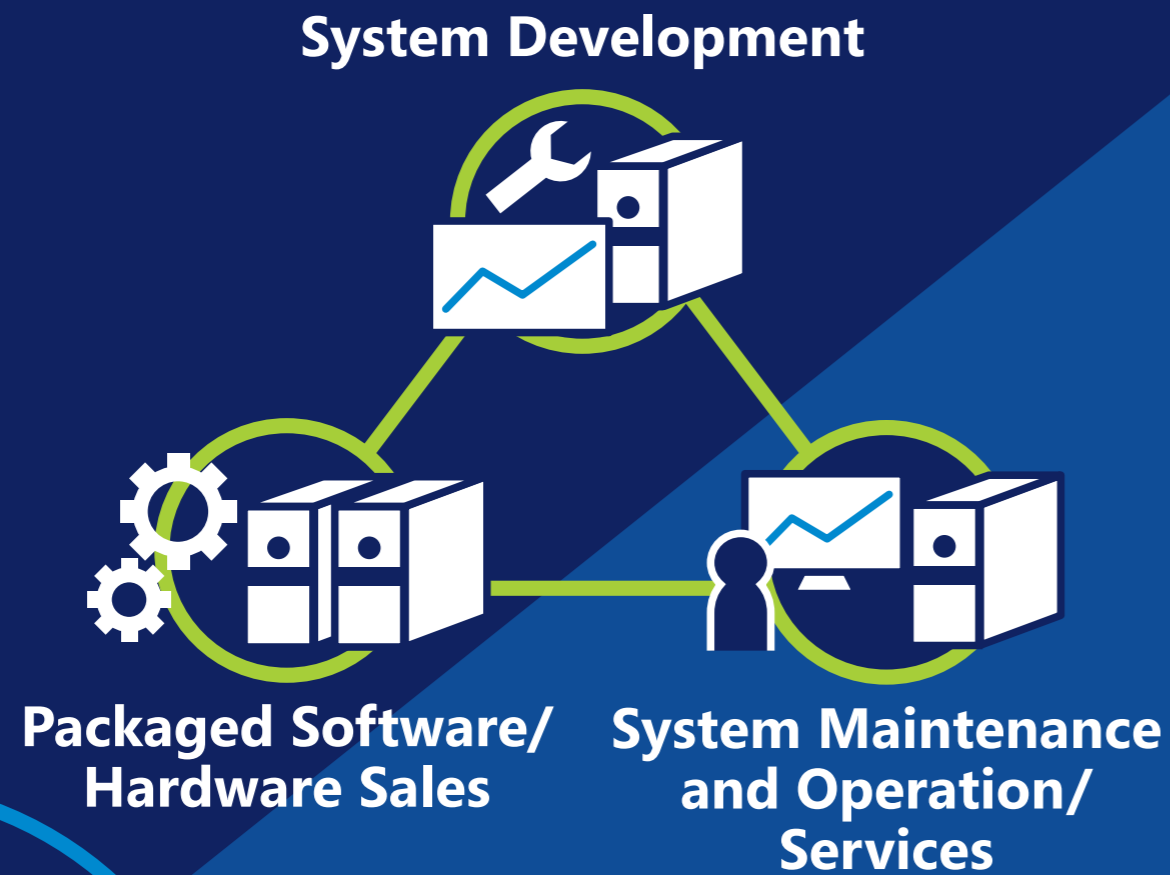 System Development
Packaged Software/
Hardware Sales
System Maintenance
and Operation/
Services